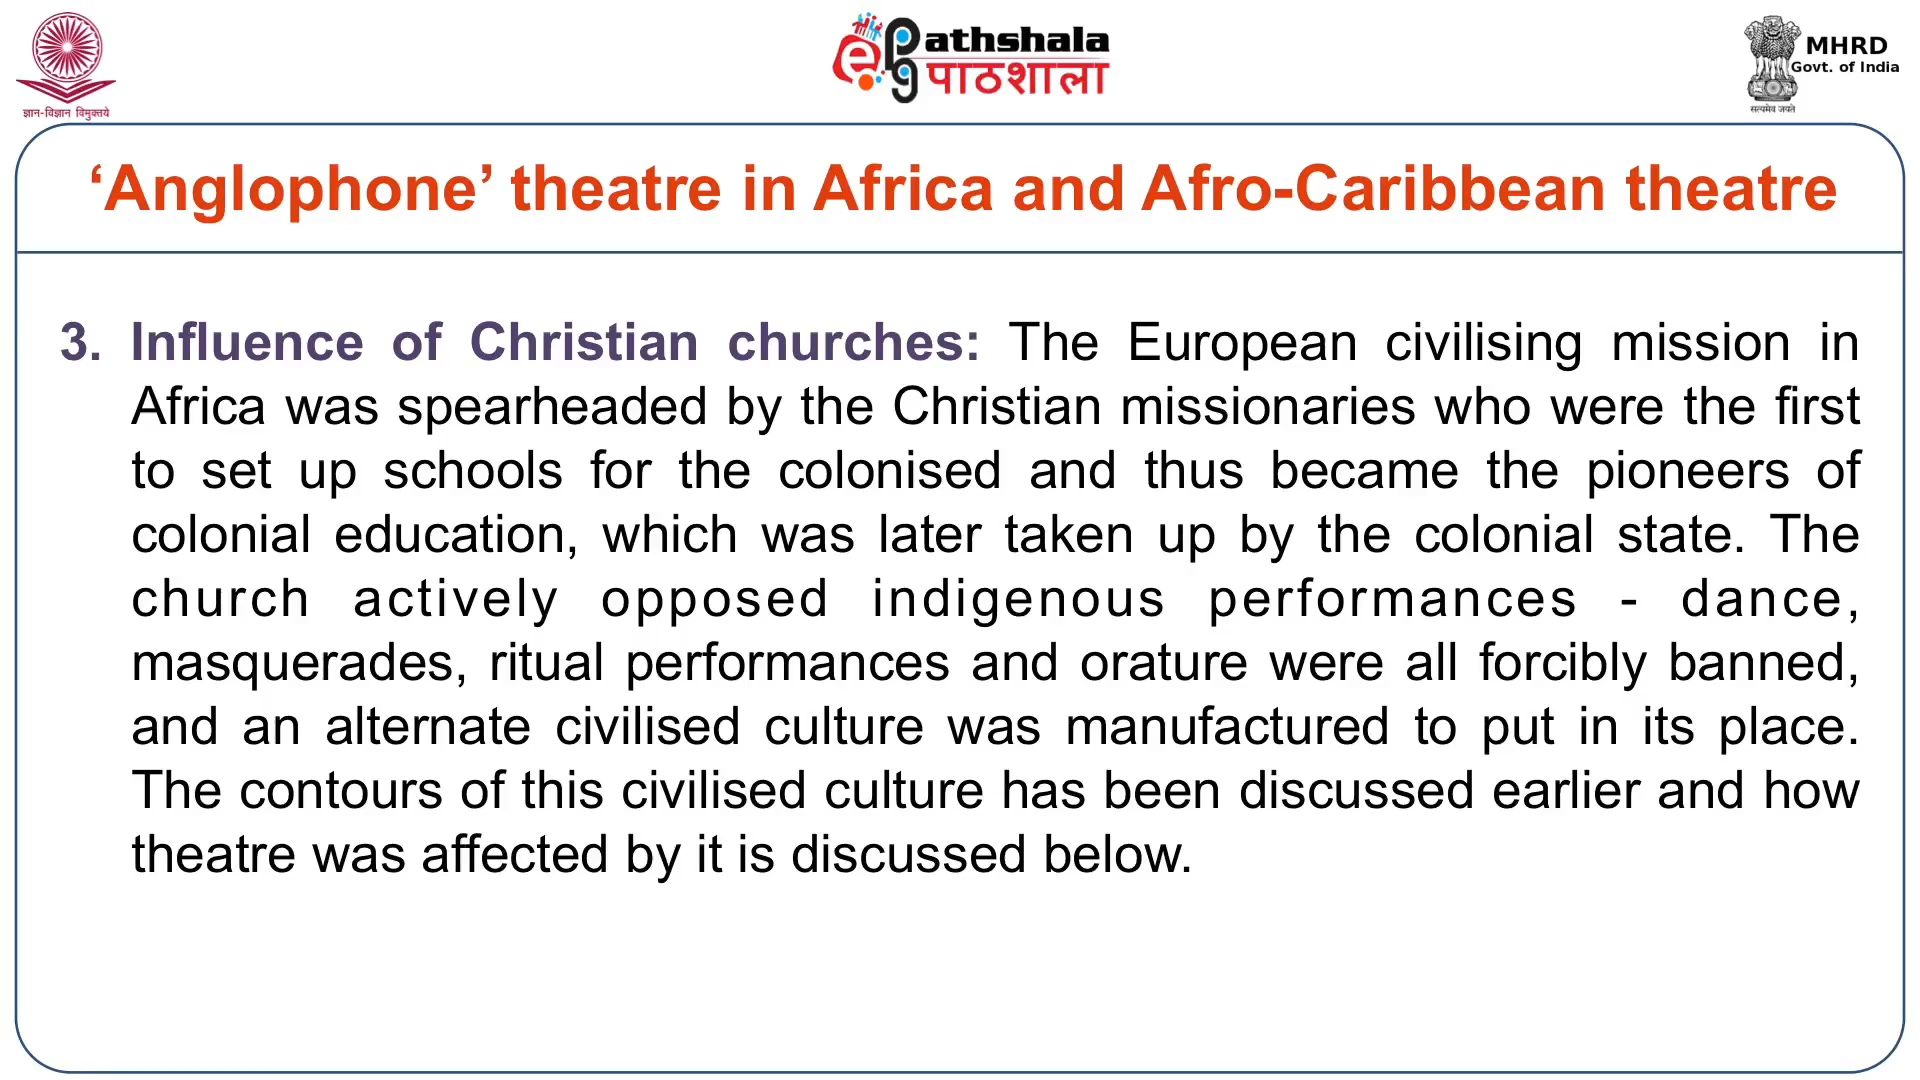 ज्ञान-विज्ञान विमुक्तये
e pg Pathshala
पाठशाला
MHRD
Govt. of India
सत्यमेव जयते
‘Anglophone’ theatre in Africa and Afro-Caribbean theatre
3. Influence of Christian churches: The European civilising mission in
Africa was spearheaded by the Christian missionaries who were the first
to set up schools for the colonised and thus became the pioneers of
colonial education, which was later taken up by the colonial state. The
church actively opposed indigenous performances - dance,
masquerades, ritual performances and orature were all forcibly banned,
and an alternate civilised culture was manufactured to put in its place.
The contours of this civilised culture has been discussed earlier and how
theatre was affected by it is discussed below.